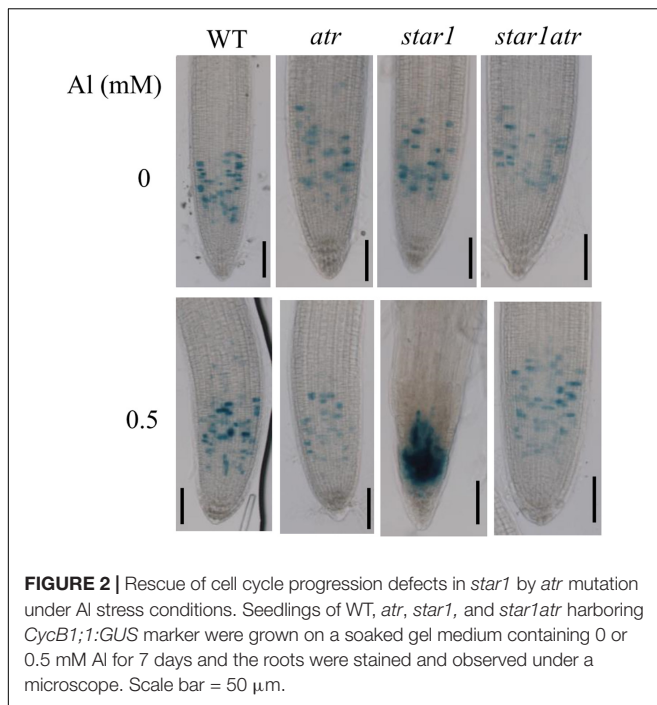 WT atr star1 star1atr
Al (mM)
0
0.5
FIGURE 2 | Rescue of cell cycle progression defects in star1 by atr mutation
under Al stress conditions. Seedlings of WT, atr, star1, and star1atr harboring
CycB1;1:GUS marker were grown on a soaked gel medium containing 0 or
0.5 mM Al for 7 days and the roots were stained and observed under a
microscope. Scale bar = 50 μm.